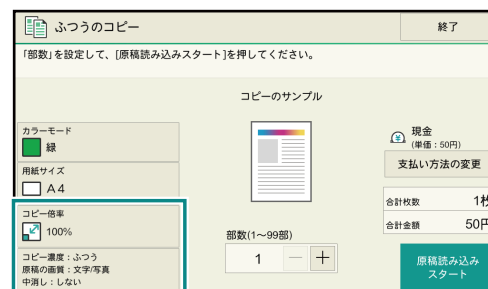 ふつうのコピー
終了
「部数」を設定して、[原稿読み込みスタート]を押してください。
コピーのサンプル
カラーモード
緑
用紙サイズ
A4
コピー倍率
100%
コピー濃度：ふつう
原稿の画質：文字/写真
中消し：しない
部数(1～99部)
1
現金
(単価：50円)
支払い方法の変更
合計枚数 1枚
合計金額 50円
原稿読み込み
スタート